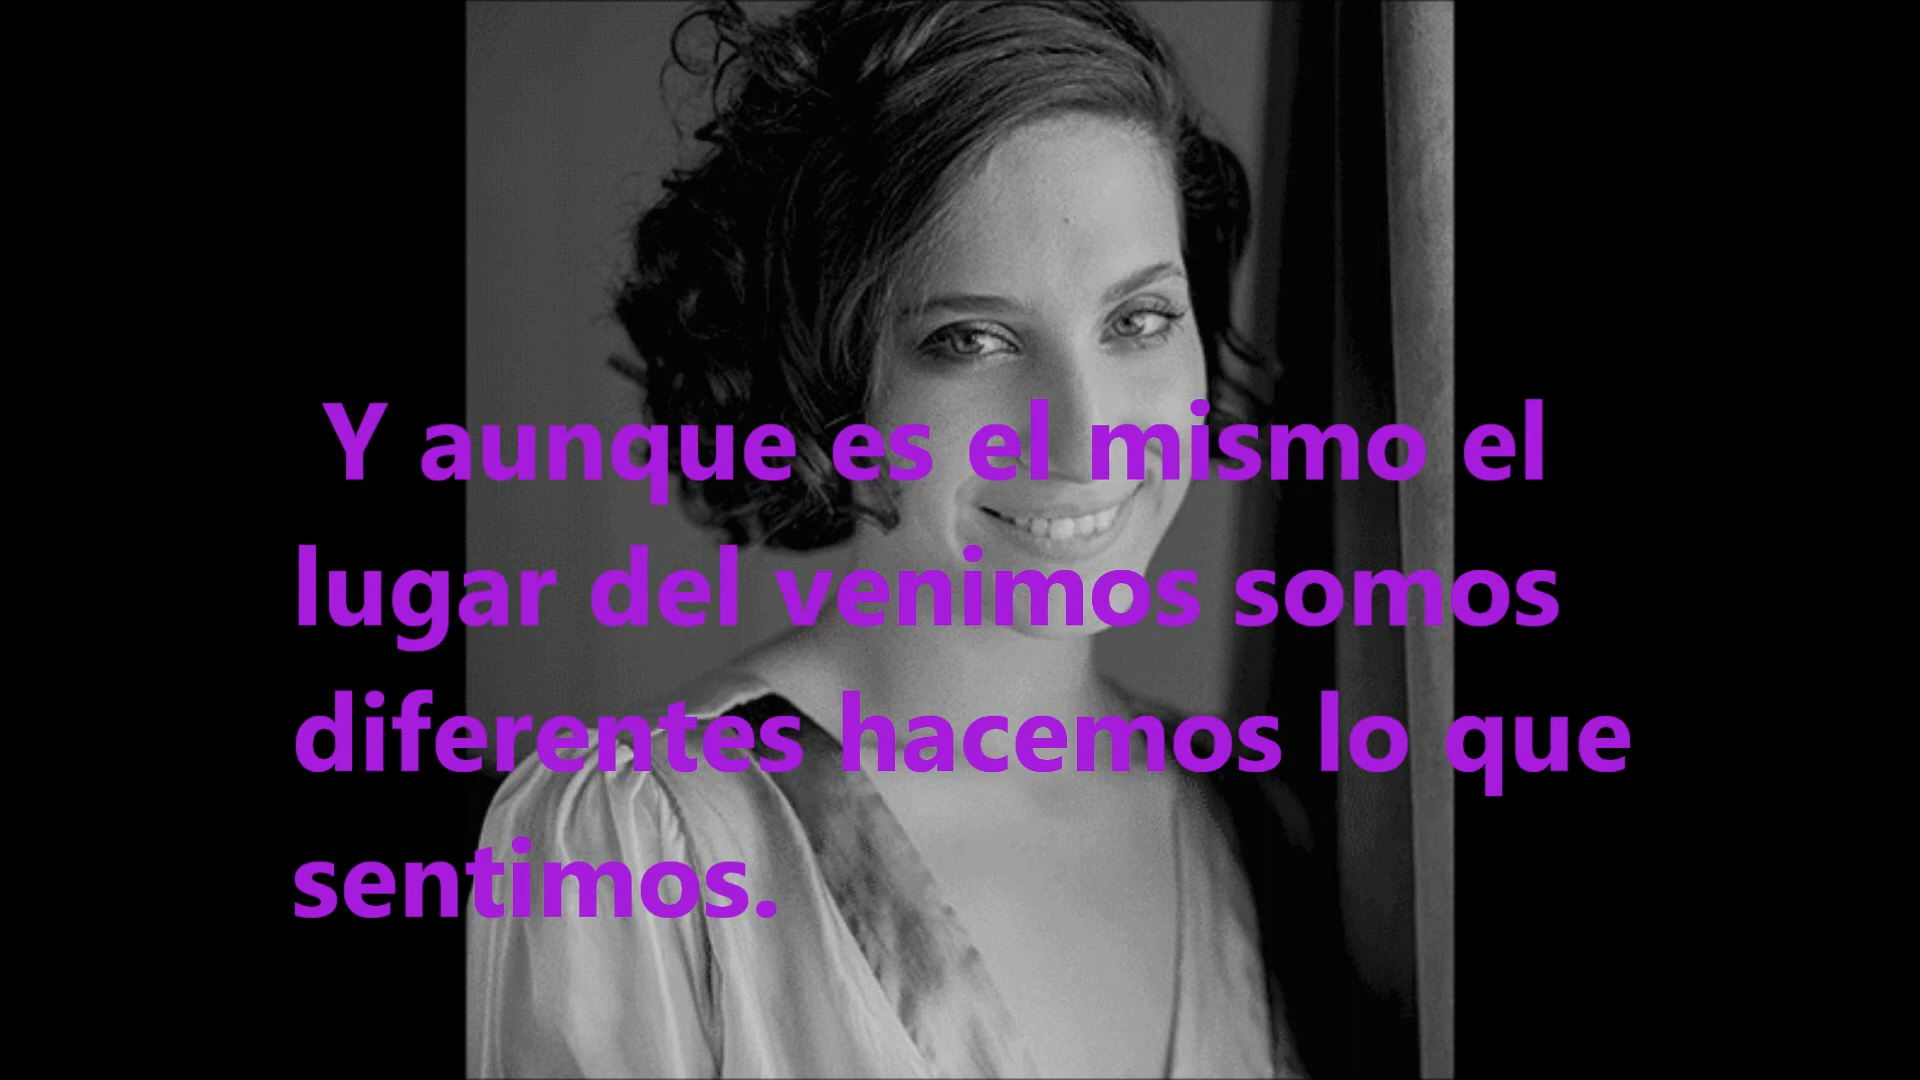 Y aunque es el mismo el
lugar del venimos somos
diferentes hacemos lo que
sentimos.